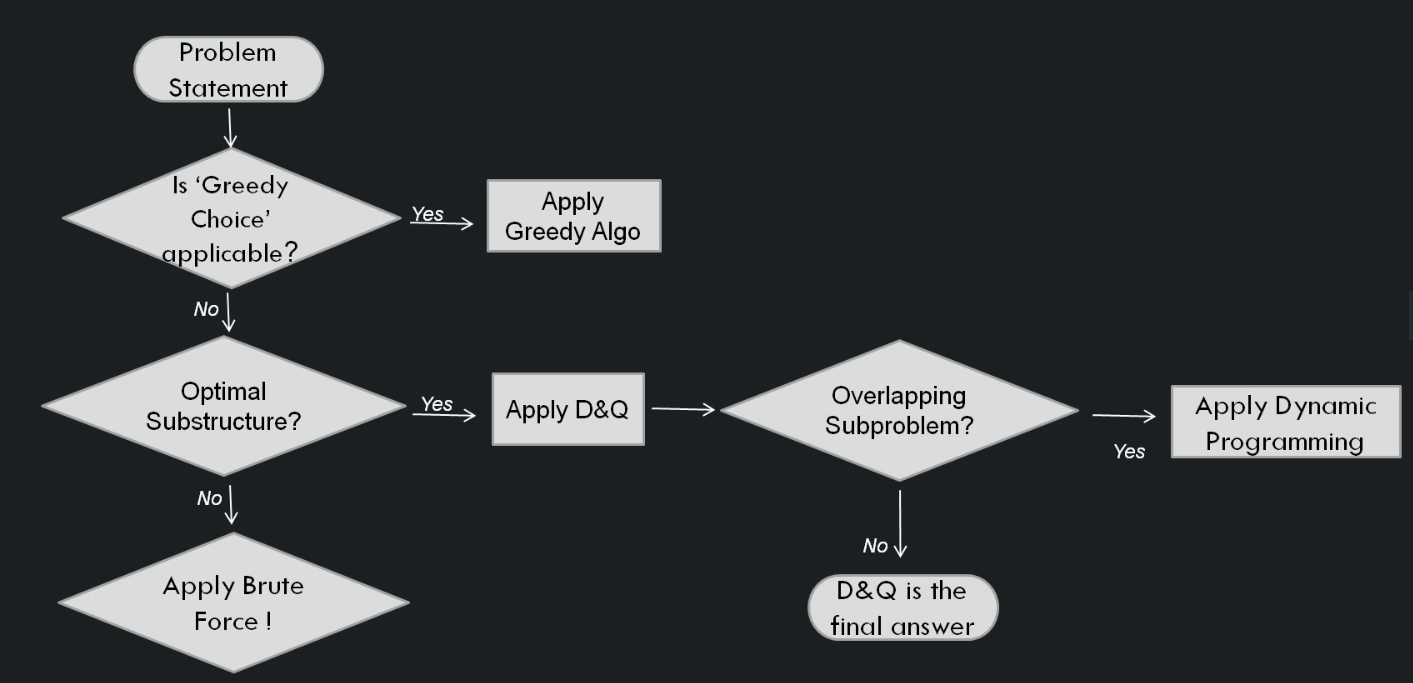 Problem
Statement
Is ‘Greedy
Choice’
applicable?
Yes
Apply
Greedy Algo
No
Optimal
Substructure?
Yes
Apply D&Q
Overlapping
Subproblem?
Yes
Apply Dynamic
Programming
No
Apply Brute
Force !
No
D&Q is the
final answer